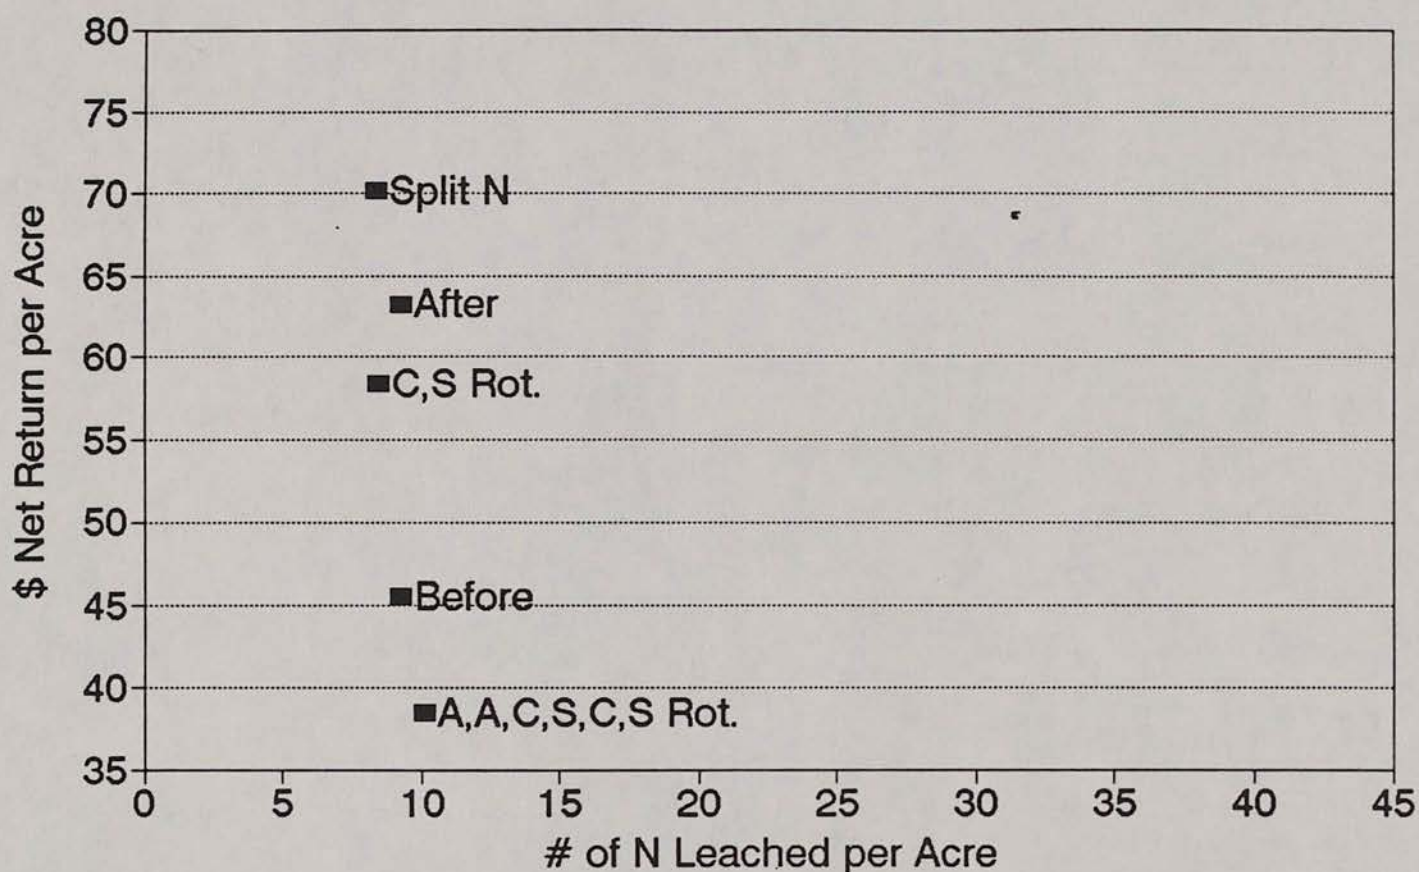 80
75
70
65
60
55
50
45
40
35
$ Net Return per Acre
Split N
After
C,S Rot.
Before
A,A,C,S,C,S Rot.
0 5 10 15 20 25 30 35 40 45
# of N Leached per Acre